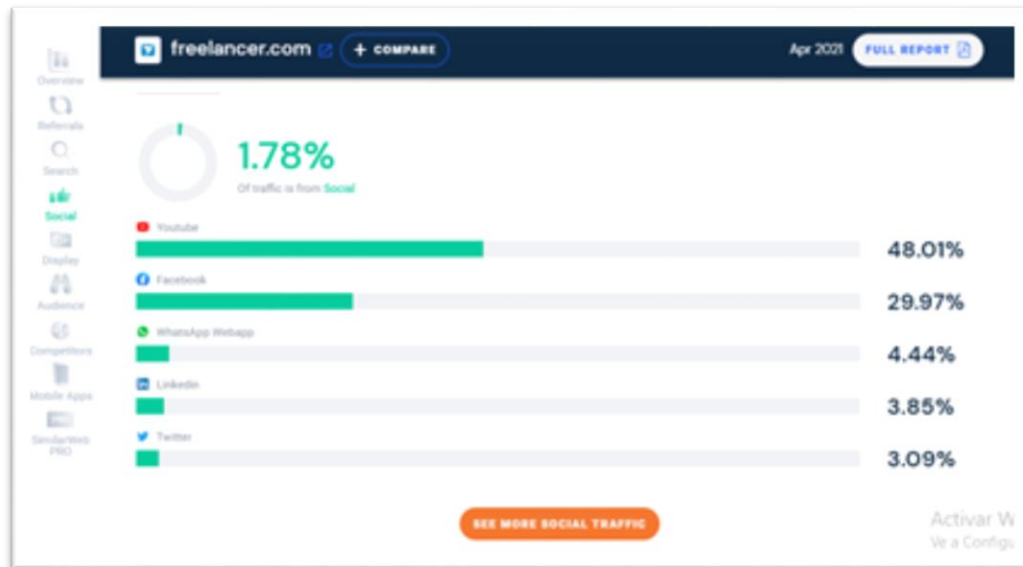 freelancer.com + COMPARE Apr 2021 FULL REPORT
Overview
Referrals
Search
Social
Display
Audience
Competitors
Mobile Apps
SimilarWeb
PRO
1.78%
Of traffic is from Social
Youtube
48.01%
Facebook
29.97%
WhatsApp Webapp
4.44%
Linkedin
3.85%
Twitter
3.09%
SEE MORE SOCIAL TRAFFIC
Activar W
Ve a Configu